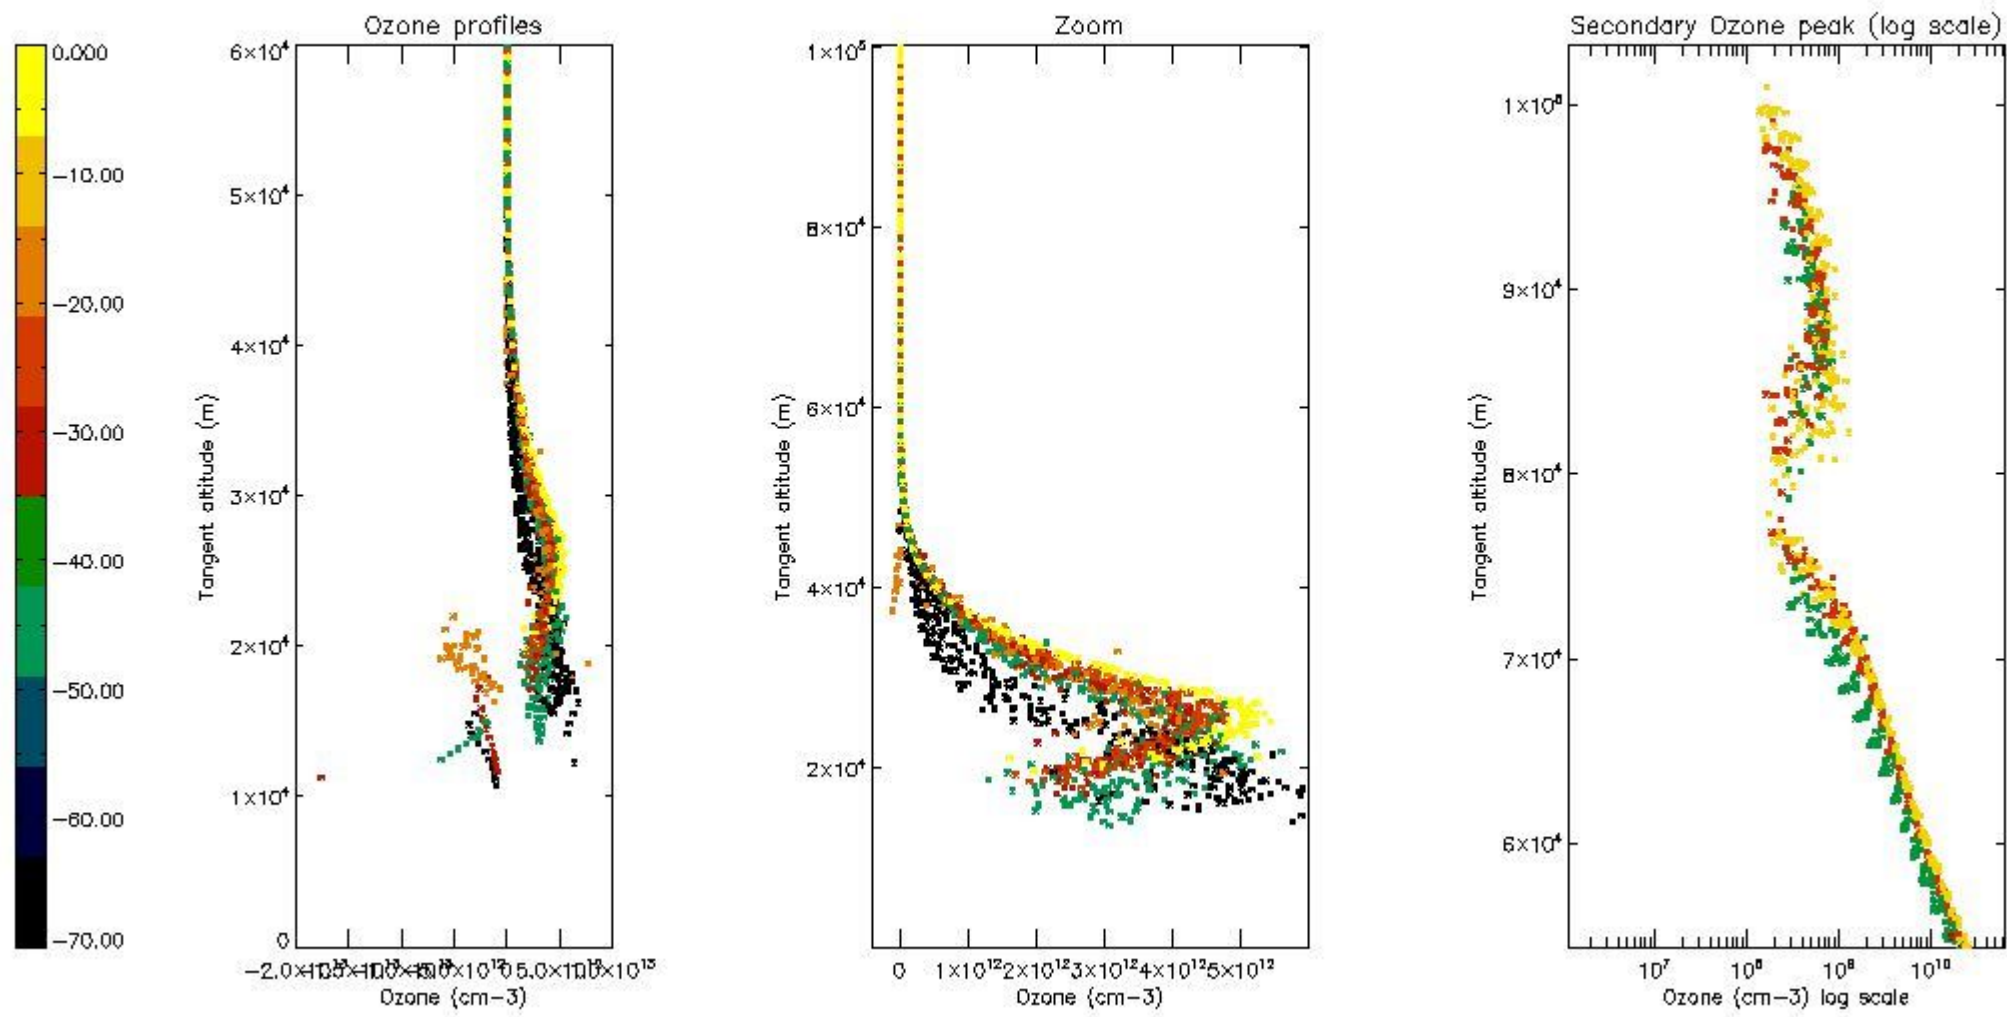 Ozone profiles
Zoom
Secondary Ozone peak (log scale)
0.000
−10.00
−20.00
−30.00
−40.00
−50.00
−60.00
−70.00
6×10⁴
5×10⁴
4×10⁴
3×10⁴
2×10⁴
1×10⁴
0
Tangent altitude (m)
5.0×10¹²
Ozone (cm−3)
1×10⁵
8×10⁴
6×10⁴
4×10⁴
2×10⁴
Tangent altitude (m)
0 1×10¹² 2×10¹² 3×10¹² 4×10¹² 5×10¹²
Ozone (cm−3)
9×10⁴
8×10⁴
7×10⁴
6×10⁴
Tangent altitude (m)
10⁷ 10⁸ 10⁹ 10¹⁰
Ozone (cm−3) log scale